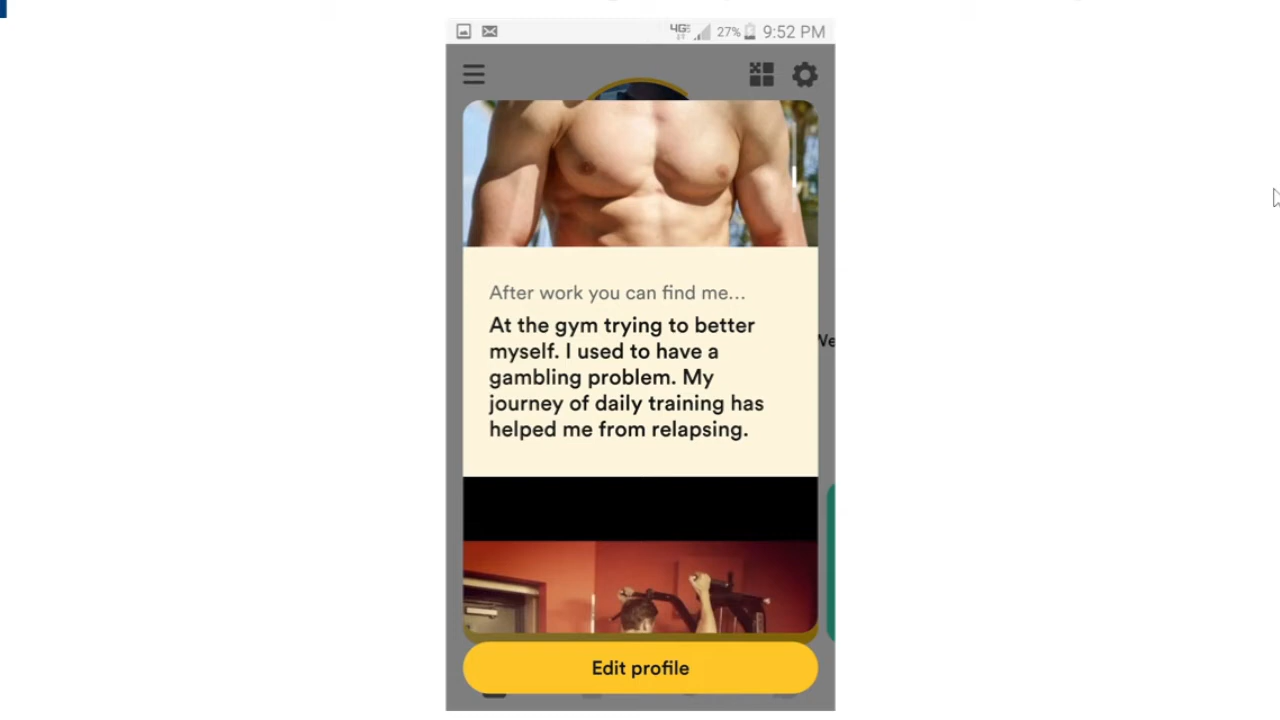 4G 27% 9:52 PM
After work you can find me...
At the gym trying to better
myself. I used to have a
gambling problem. My
journey of daily training has
helped me from relapsing.
Edit profile